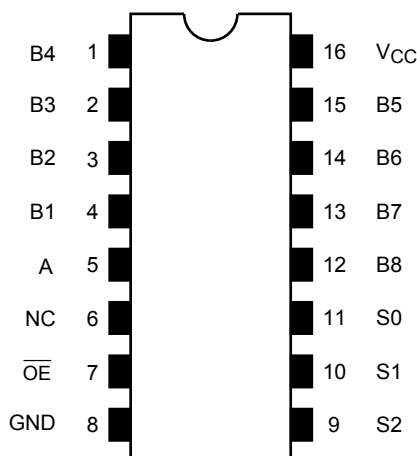 B4 1 16 VCC
B3 2 15 B5
B2 3 14 B6
B1 4 13 B7
A 5 12 B8
NC 6 11 S0
O̅E̅ 7 10 S1
GND 8 9 S2